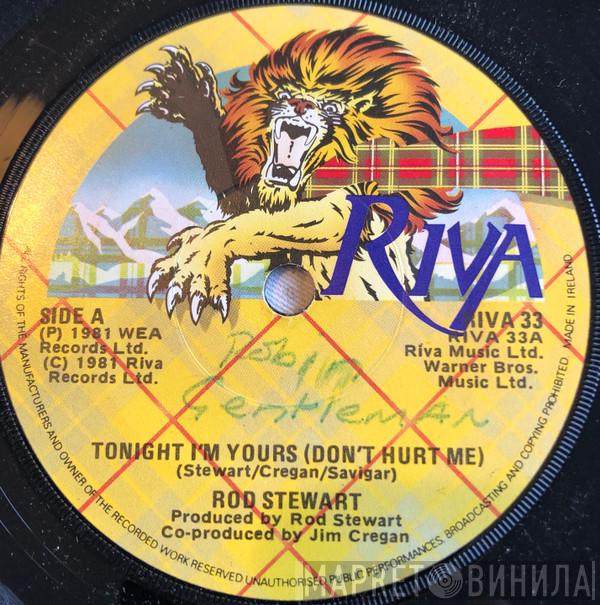 RIVA
SIDE A
(P) 1981 WEA
Records Ltd.
(C) 1981 Riva
Records Ltd.
RIVA 33
RIVA 33A
Riva Music Ltd.
Warner Bros.
Music Ltd.
Robin
Gentleman
TONIGHT I'M YOURS (DON'T HURT ME)
(Stewart/Cregan/Savigar)
ROD STEWART
Produced by Rod Stewart
Co-produced by Jim Cregan
ALL RIGHTS OF THE MANUFACTURERS AND OWNER OF THE RECORDED WORK RESERVED UNAUTHORISED PUBLIC PERFORMANCES, BROADCASTING AND COPYING PROHIBITED. MADE IN IRELAND
МАРКЕТ ВИНИЛА